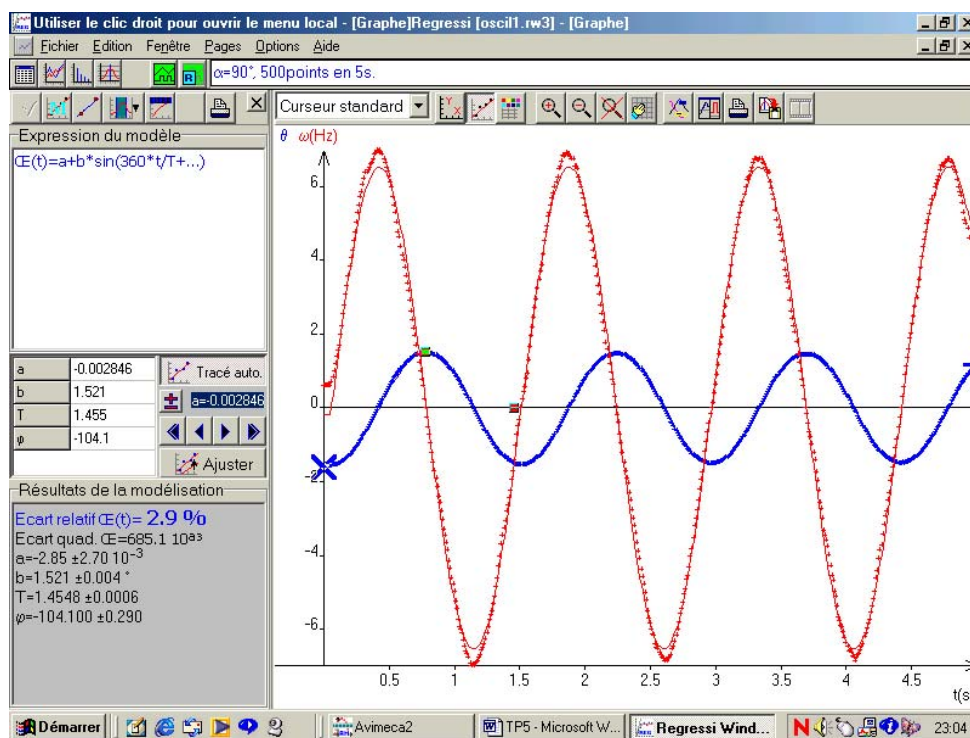 Utiliser le clic droit pour ouvrir le menu local - [Graphe]Regressi [oscil1.rw3] - [Graphe]
Fichier Edition Fenêtre Pages Options Aide
α=90°, 500points en 5s.
Curseur standard
Expression du modèle
Œ(t)=a+b*sin(360*t/T+...)
a -0.002846
b 1.521
T 1.455
φ -104.1
Tracé auto.
± a=-0.002846
Ajuster
Résultats de la modélisation
Ecart relatif Œ(t)= 2.9 %
Ecart quad. Œ=685.1 10ª³
a=-2.85 ±2.70 10⁻³
b=1.521 ±0.004 °
T=1.4548 ±0.0006
φ=-104.100 ±0.290
θ ω(Hz)
6
4
2
0
-2
-4
-6
0.5 1 1.5 2 2.5 3 3.5 4 4.5
t(s
Démarrer Avimeca2 TP5 - Microsoft W... Regressi Wind... 23:04